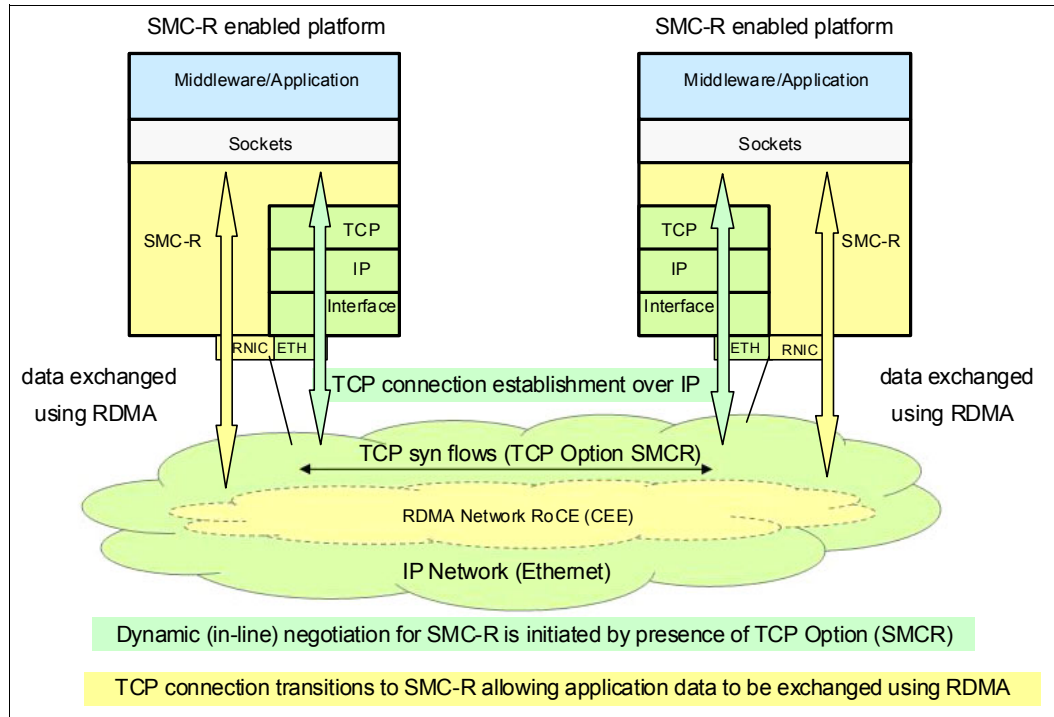 SMC-R enabled platform
SMC-R enabled platform
Middleware/Application
Middleware/Application
Sockets
Sockets
SMC-R
TCP
IP
Interface
TCP
IP
Interface
SMC-R
RNIC
ETH
ETH
RNIC
data exchanged
using RDMA
TCP connection establishment over IP
data exchanged
using RDMA
TCP syn flows (TCP Option SMCR)
RDMA Network RoCE (CEE)
IP Network (Ethernet)
Dynamic (in-line) negotiation for SMC-R is initiated by presence of TCP Option (SMCR)
TCP connection transitions to SMC-R allowing application data to be exchanged using RDMA